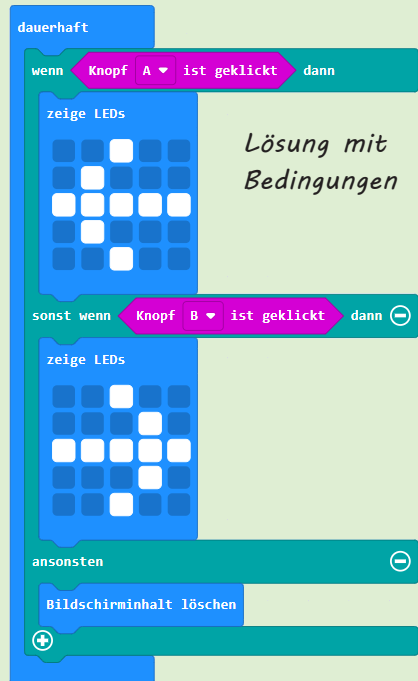 dauerhaft
wenn Knopf A ist geklickt dann
zeige LEDs
Lösung mit
Bedingungen
sonst wenn Knopf B ist geklickt dann
zeige LEDs
ansonsten
Bildschirminhalt löschen